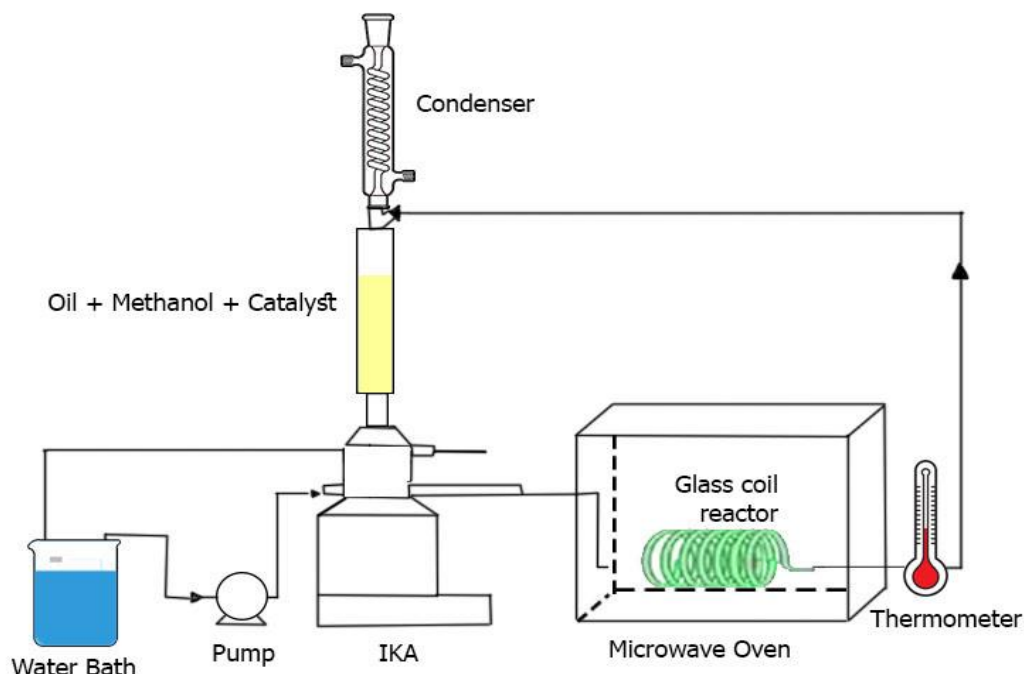 Condenser
Oil + Methanol + Catalyst
Glass coil
reactor
Thermometer
Water Bath
Pump
IKA
Microwave Oven